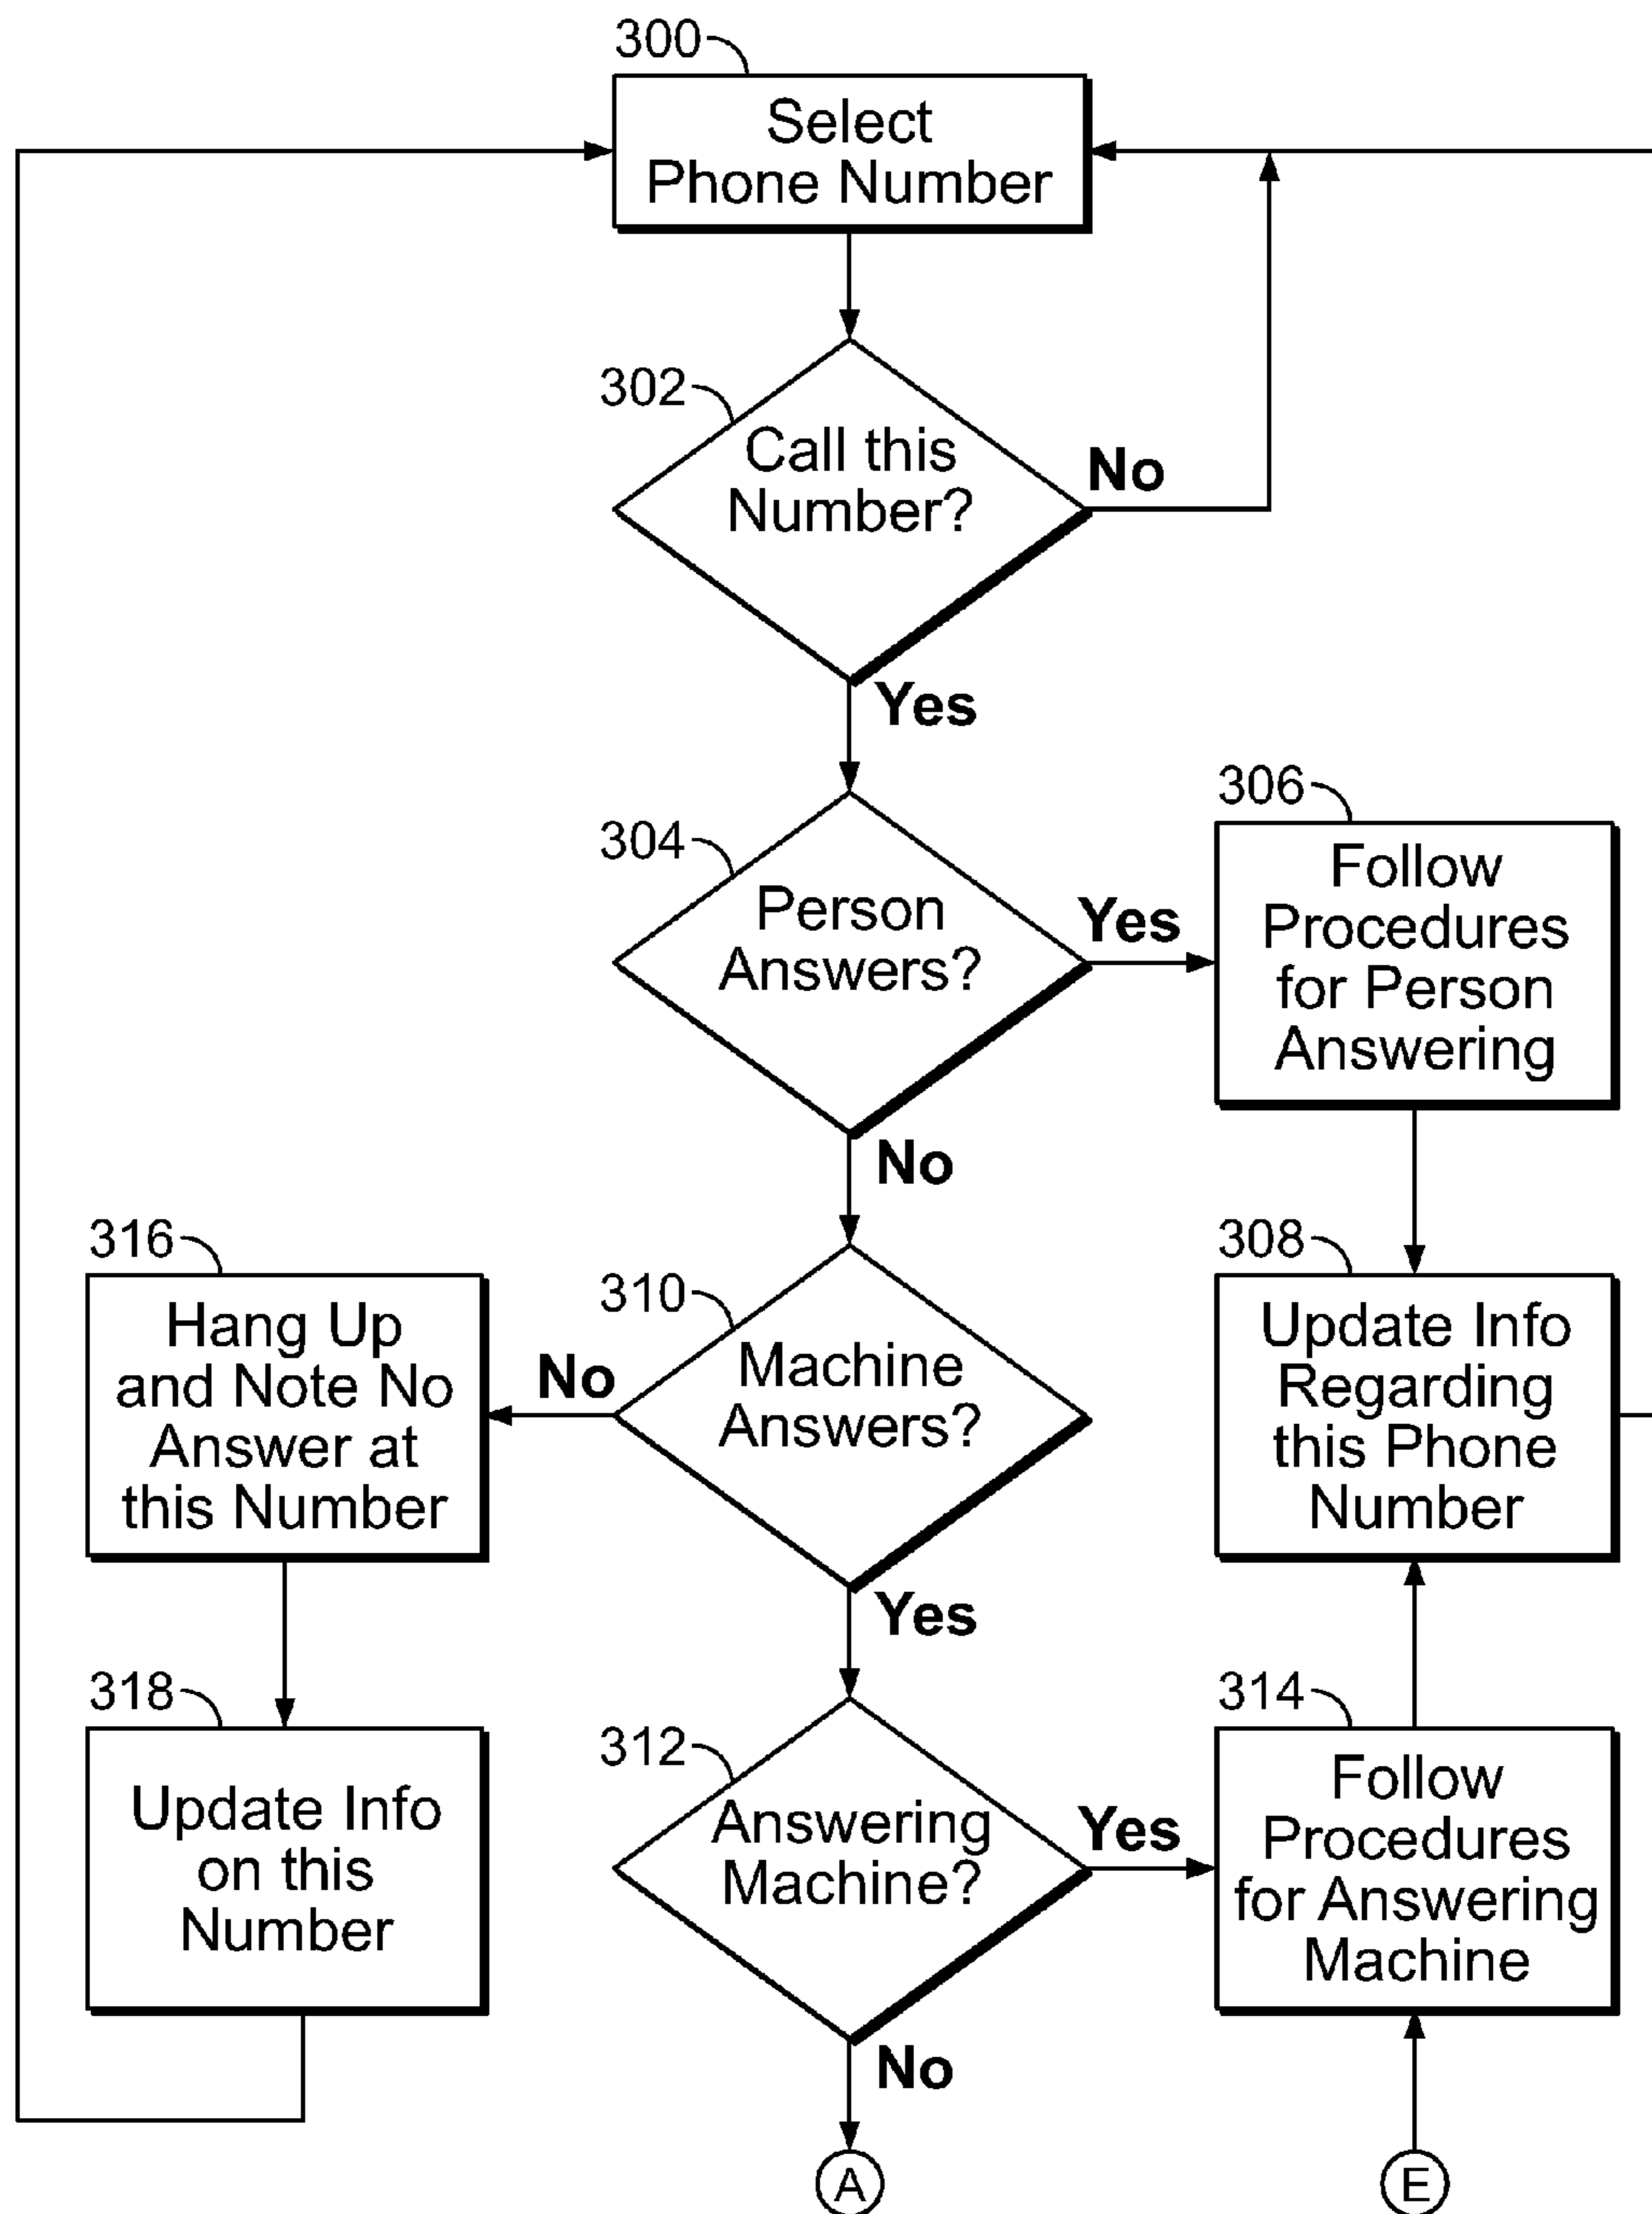 300
Select
Phone Number
302
Call this
Number?
No
Yes
304
Person
Answers?
Yes
No
306
Follow
Procedures
for Person
Answering
316
Hang Up
and Note No
Answer at
this Number
No
310
Machine
Answers?
Yes
308
Update Info
Regarding
this Phone
Number
318
Update Info
on this
Number
312
Answering
Machine?
Yes
No
314
Follow
Procedures
for Answering
Machine
A
E